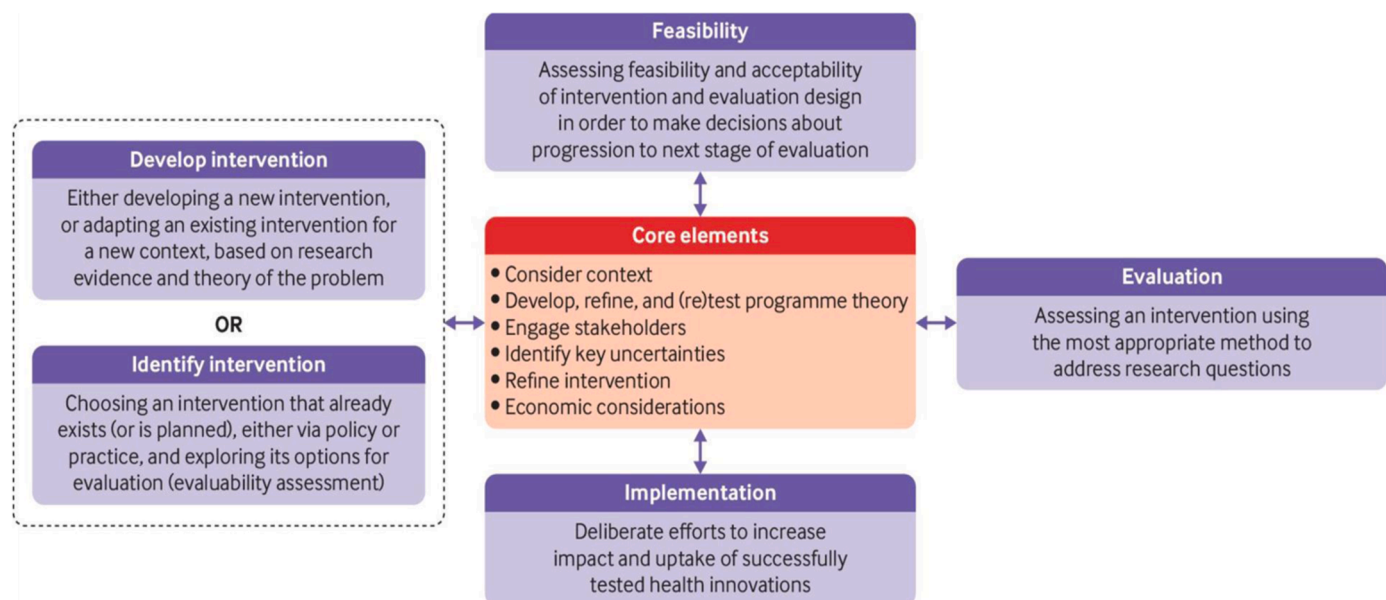 Feasibility
Assessing feasibility and acceptability
of intervention and evaluation design
in order to make decisions about
progression to next stage of evaluation
Develop intervention
Either developing a new intervention,
or adapting an existing intervention for
a new context, based on research
evidence and theory of the problem
OR
Identify intervention
Choosing an intervention that already
exists (or is planned), either via policy or
practice, and exploring its options for
evaluation (evaluability assessment)
Core elements
• Consider context
• Develop, refine, and (re)test programme theory
• Engage stakeholders
• Identify key uncertainties
• Refine intervention
• Economic considerations
Evaluation
Assessing an intervention using
the most appropriate method to
address research questions
Implementation
Deliberate efforts to increase
impact and uptake of successfully
tested health innovations